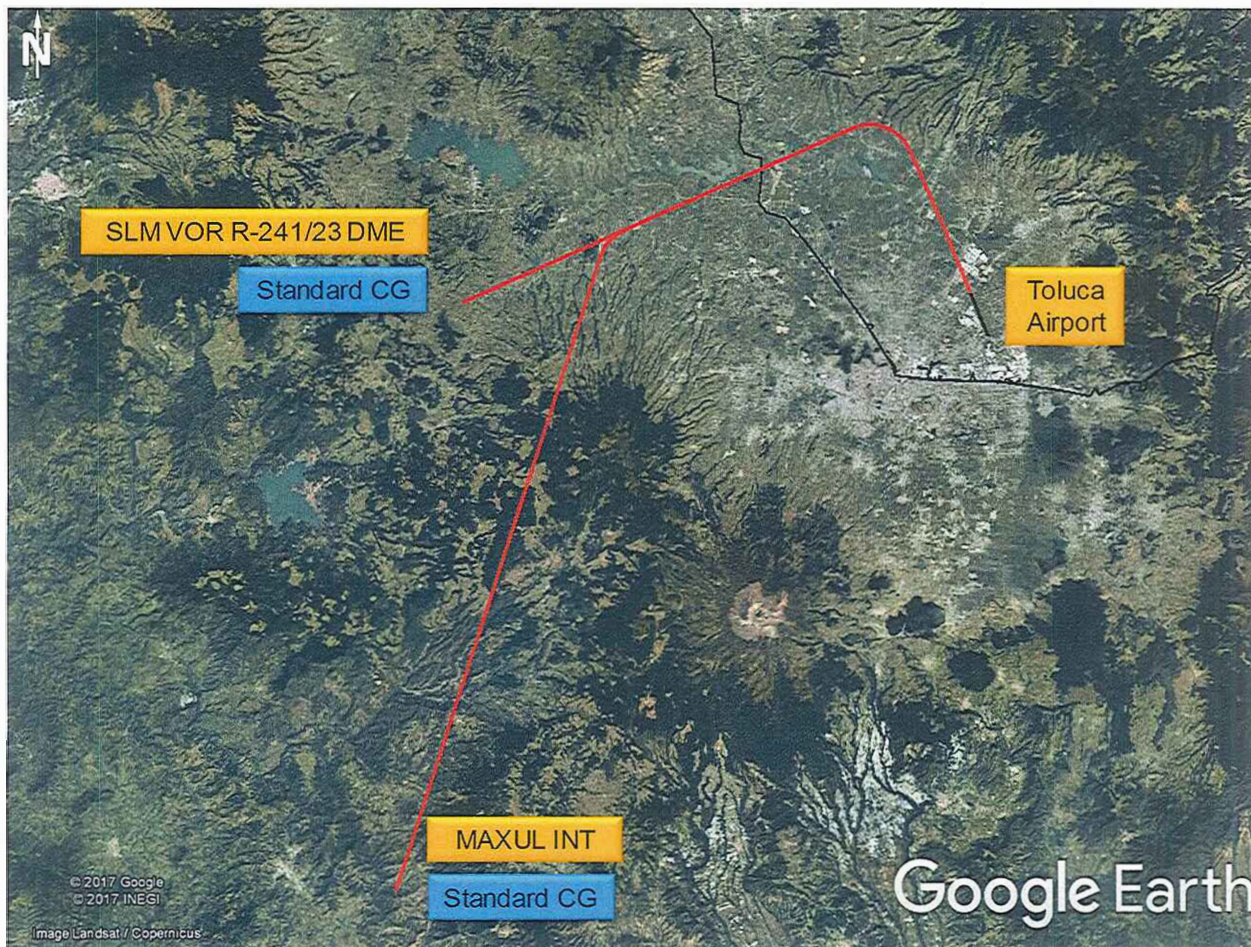 N
SLM VOR R-241/23 DME
Standard CG
Toluca
Airport
MAXUL INT
Standard CG
© 2017 Google
© 2017 INEGI
Image Landsat / Copernicus
Google Earth